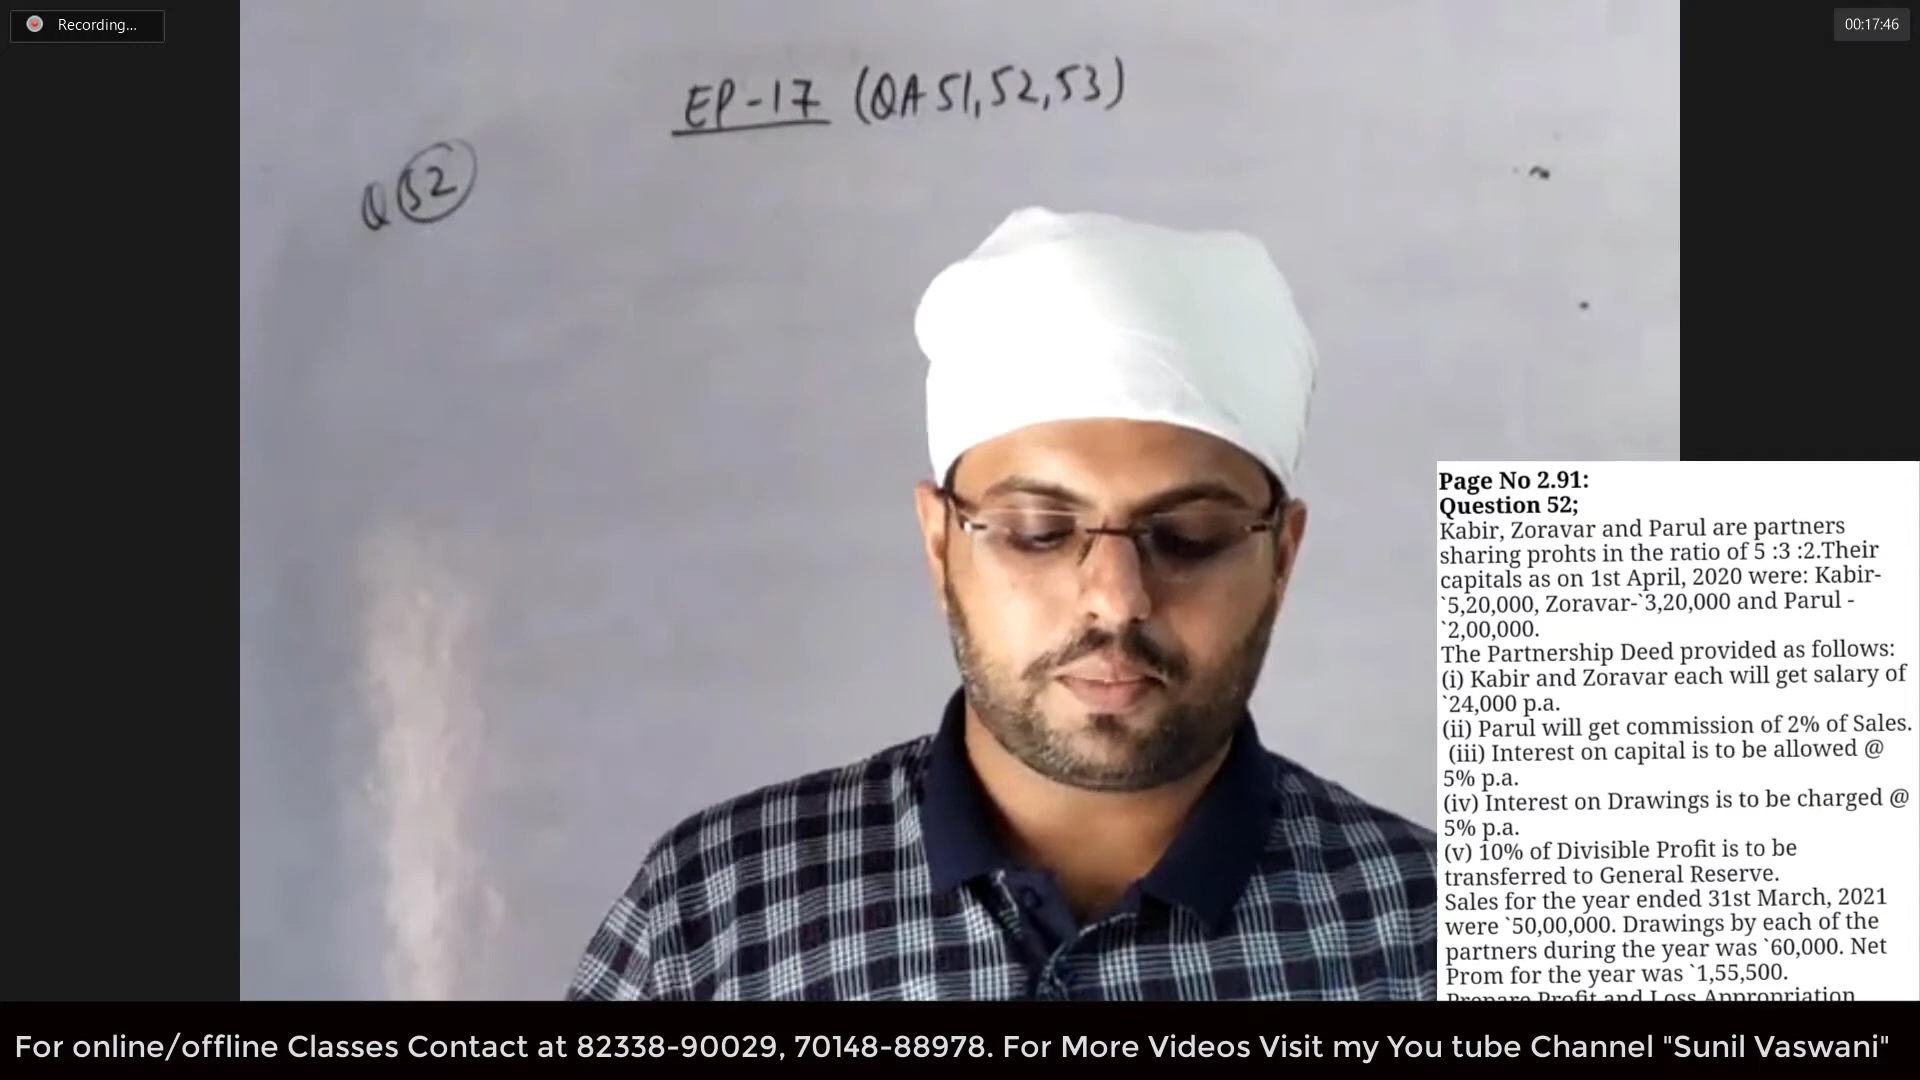 Recording...
00:17:46
EP-17 (QA 51,52,53)
Q 52
Page No 2.91:
Question 52;
Kabir, Zoravar and Parul are partners
sharing prohts in the ratio of 5 :3 :2.Their
capitals as on 1st April, 2020 were: Kabir-
`5,20,000, Zoravar-`3,20,000 and Parul -
`2,00,000.
The Partnership Deed provided as follows:
(i) Kabir and Zoravar each will get salary of
`24,000 p.a.
(ii) Parul will get commission of 2% of Sales.
(iii) Interest on capital is to be allowed @
5% p.a.
(iv) Interest on Drawings is to be charged @
5% p.a.
(v) 10% of Divisible Profit is to be
transferred to General Reserve.
Sales for the year ended 31st March, 2021
were `50,00,000. Drawings by each of the
partners during the year was `60,000. Net
Prom for the year was `1,55,500.
Prepare Profit and Loss Appropriation
For online/offline Classes Contact at 82338-90029, 70148-88978. For More Videos Visit my You tube Channel "Sunil Vaswani"